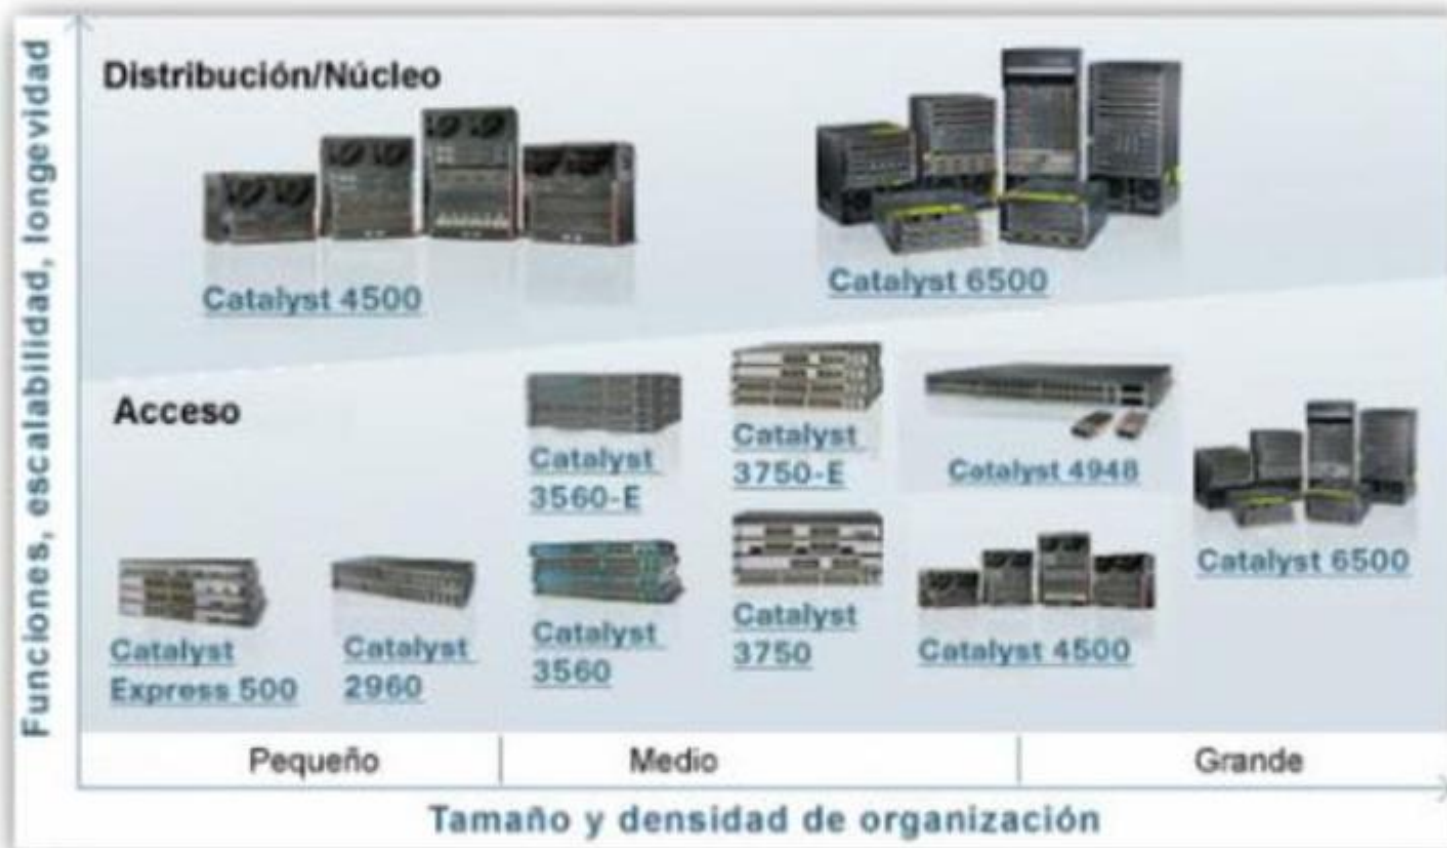 Funciones, escalabilidad, longevidad
Distribución/Núcleo
Catalyst 4500
Catalyst 6500
Acceso
Catalyst
3560-E
Catalyst
3750-E
Catalyst 4948
Catalyst 6500
Catalyst
Express 500
Catalyst
2960
Catalyst
3560
Catalyst
3750
Catalyst 4500
Pequeño
Medio
Grande
Tamaño y densidad de organización